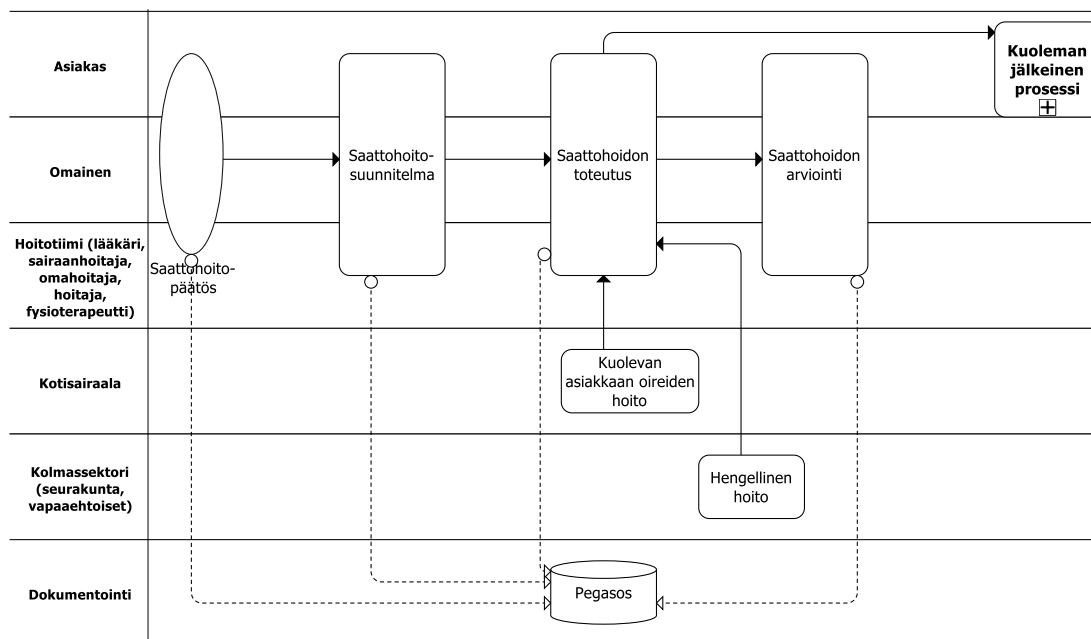 Asiakas
Kuoleman
jälkeinen
prosessi
Omainen
Saattohoito-
suunnitelma
Saattohoidon
toteutus
Saattohoidon
arviointi
Hoitotiimi (lääkäri,
sairaanhoitaja,
omahoitaja,
hoitaja,
fysioterapeutti)
Saattohoito-
päätös
Kotisairaala
Kuolevan
asiakkaan oireiden
hoito
Kolmassektori
(seurakunta,
vapaaehtoiset)
Hengellinen
hoito
Dokumentointi
Pegasos